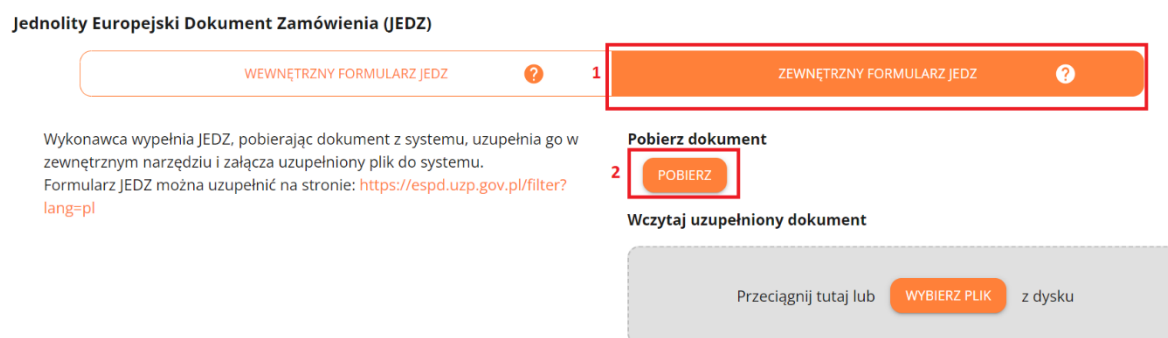 Jednolity Europejski Dokument Zamówienia (JEDZ)
WEWNĘTRZNY FORMULARZ JEDZ ?
1 ZEWNĘTRZNY FORMULARZ JEDZ ?
Wykonawca wypełnia JEDZ, pobierając dokument z systemu, uzupełnia go w
zewnętrznym narzędziu i załącza uzupełniony plik do systemu.
Formularz JEDZ można uzupełnić na stronie: https://espd.uzp.gov.pl/filter?
lang=pl
Pobierz dokument
2 POBIERZ
Wczytaj uzupełniony dokument
Przeciągnij tutaj lub WYBIERZ PLIK z dysku